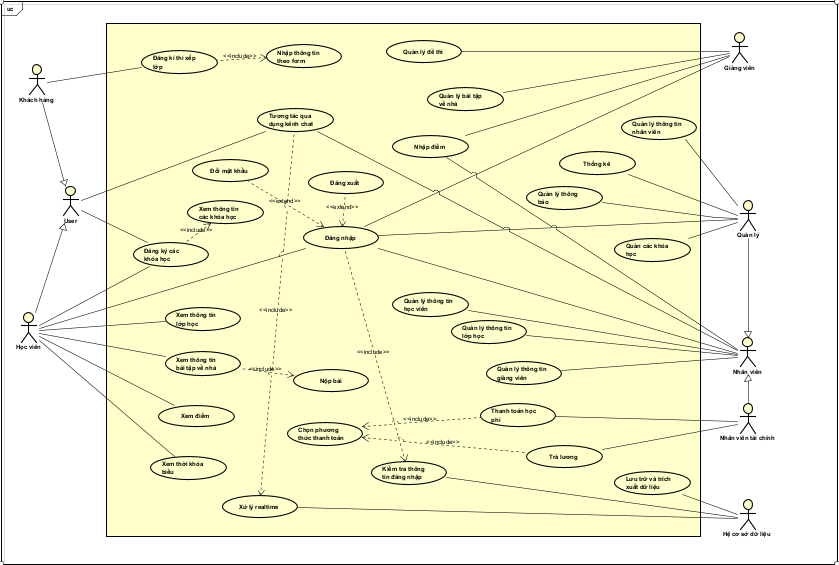 uc
Đăng kí thi xếp
lớp
<<include>>
Nhập thông tin
theo form
Quản lý đề thi
Giảng viên
Khách hàng
Quản lý bài tập
về nhà
Tương tác qua
dụng kênh chat
Quản lý thông tin
nhân viên
Nhập điểm
Thống kê
Đổi mật khẩu
Đăng xuất
Quản lý thông
báo
<<extend>>
<<extend>>
User
Xem thông tin
các khóa học
<<include>>
Quản lý
Đăng nhập
Đăng ký các
khóa học
Quản các khóa
học
Quản lý thông tin
học viên
<<include>>
Xem thông tin
lớp học
Quản lý thông tin
lớp học
Học viên
<<include>>
Xem thông tin
bài tập về nhà
<<include>>
Nộp bài
Quản lý thông tin
giảng viên
Nhân viên
Xem điểm
Thanh toán học
phí
<<include>>
Chọn phương
thức thanh toán
<<include>>
Nhân viên tài chính
Trả lương
Xem thời khóa
biểu
Kiểm tra thông
tin đăng nhập
Lưu trữ và trích
xuất dữ liệu
Xử lý realtime
Hệ cơ sở dữ liệu